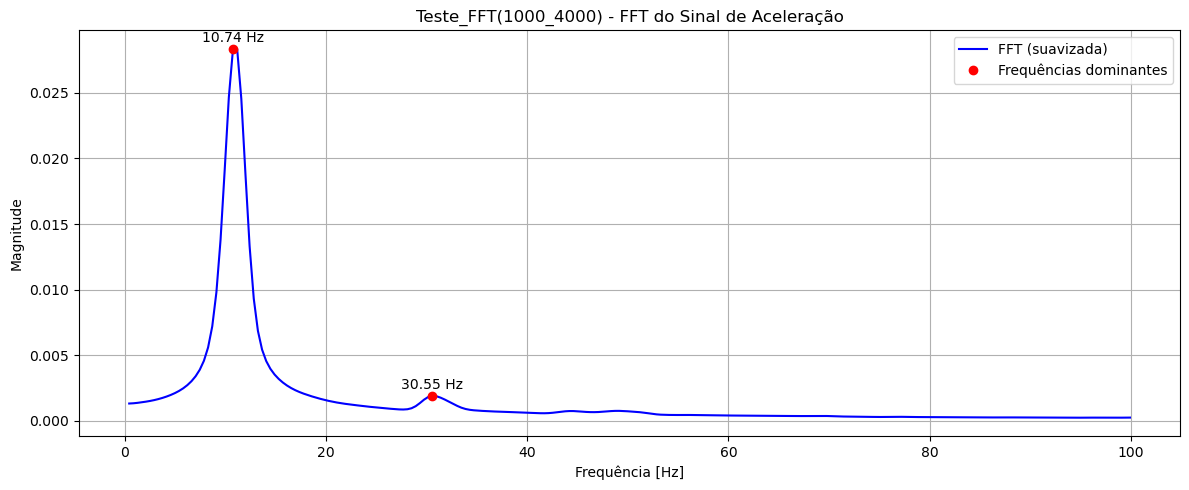 Teste_FFT(1000_4000) - FFT do Sinal de Aceleração
10.74 Hz
FFT (suavizada)
Frequências dominantes
0.025
0.020
0.015
0.010
0.005
0.000
Magnitude
30.55 Hz
0 20 40 60 80 100
Frequência [Hz]